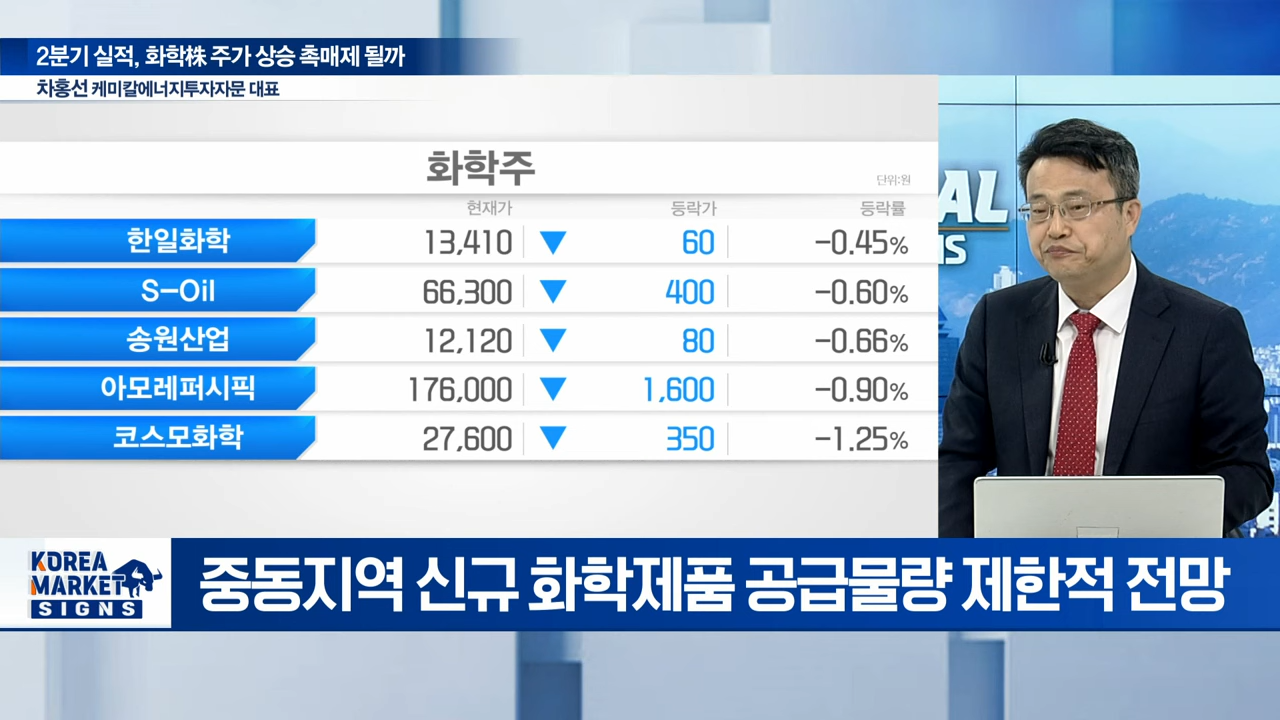 2분기 실적, 화학株 주가 상승 촉매제 될까
차홍선 케미칼에너지투자자문 대표
화학주
단위:원
현재가 등락가 등락률
한일화학 13,410 ▼ 60 -0.45%
S-Oil 66,300 ▼ 400 -0.60%
송원산업 12,120 ▼ 80 -0.66%
아모레퍼시픽 176,000 ▼ 1,600 -0.90%
코스모화학 27,600 ▼ 350 -1.25%
AL
NS
KOREA
MARKET
SIGNS
중동지역 신규 화학제품 공급물량 제한적 전망